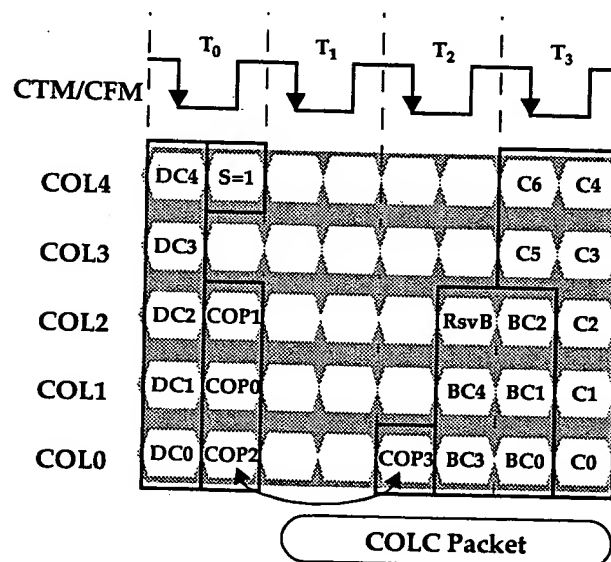 T0 T1 T2 T3
CTM/CFM
COL4 DC4 S=1 C6 C4
COL3 DC3 C5 C3
COL2 DC2 COP1 RsvB BC2 C2
COL1 DC1 COP0 BC4 BC1 C1
COL0 DC0 COP2 COP3 BC3 BC0 C0
COLC Packet